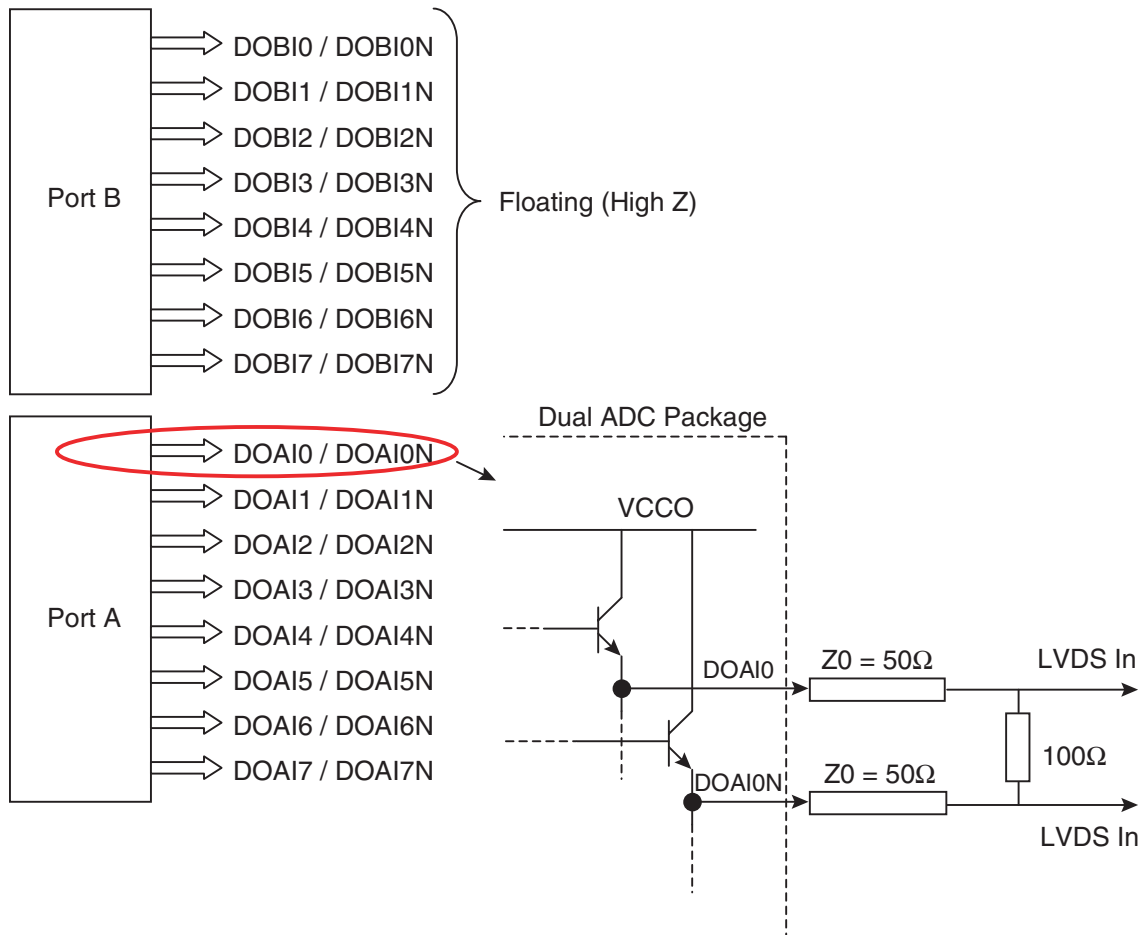 Port B
DOBI0 / DOBI0N
DOBI1 / DOBI1N
DOBI2 / DOBI2N
DOBI3 / DOBI3N
DOBI4 / DOBI4N
DOBI5 / DOBI5N
DOBI6 / DOBI6N
DOBI7 / DOBI7N
Floating (High Z)
Port A
DOAI0 / DOAI0N
DOAI1 / DOAI1N
DOAI2 / DOAI2N
DOAI3 / DOAI3N
DOAI4 / DOAI4N
DOAI5 / DOAI5N
DOAI6 / DOAI6N
DOAI7 / DOAI7N
Dual ADC Package
VCCO
DOAI0
Z0 = 50Ω
LVDS In
100Ω
DOAI0N
Z0 = 50Ω
LVDS In